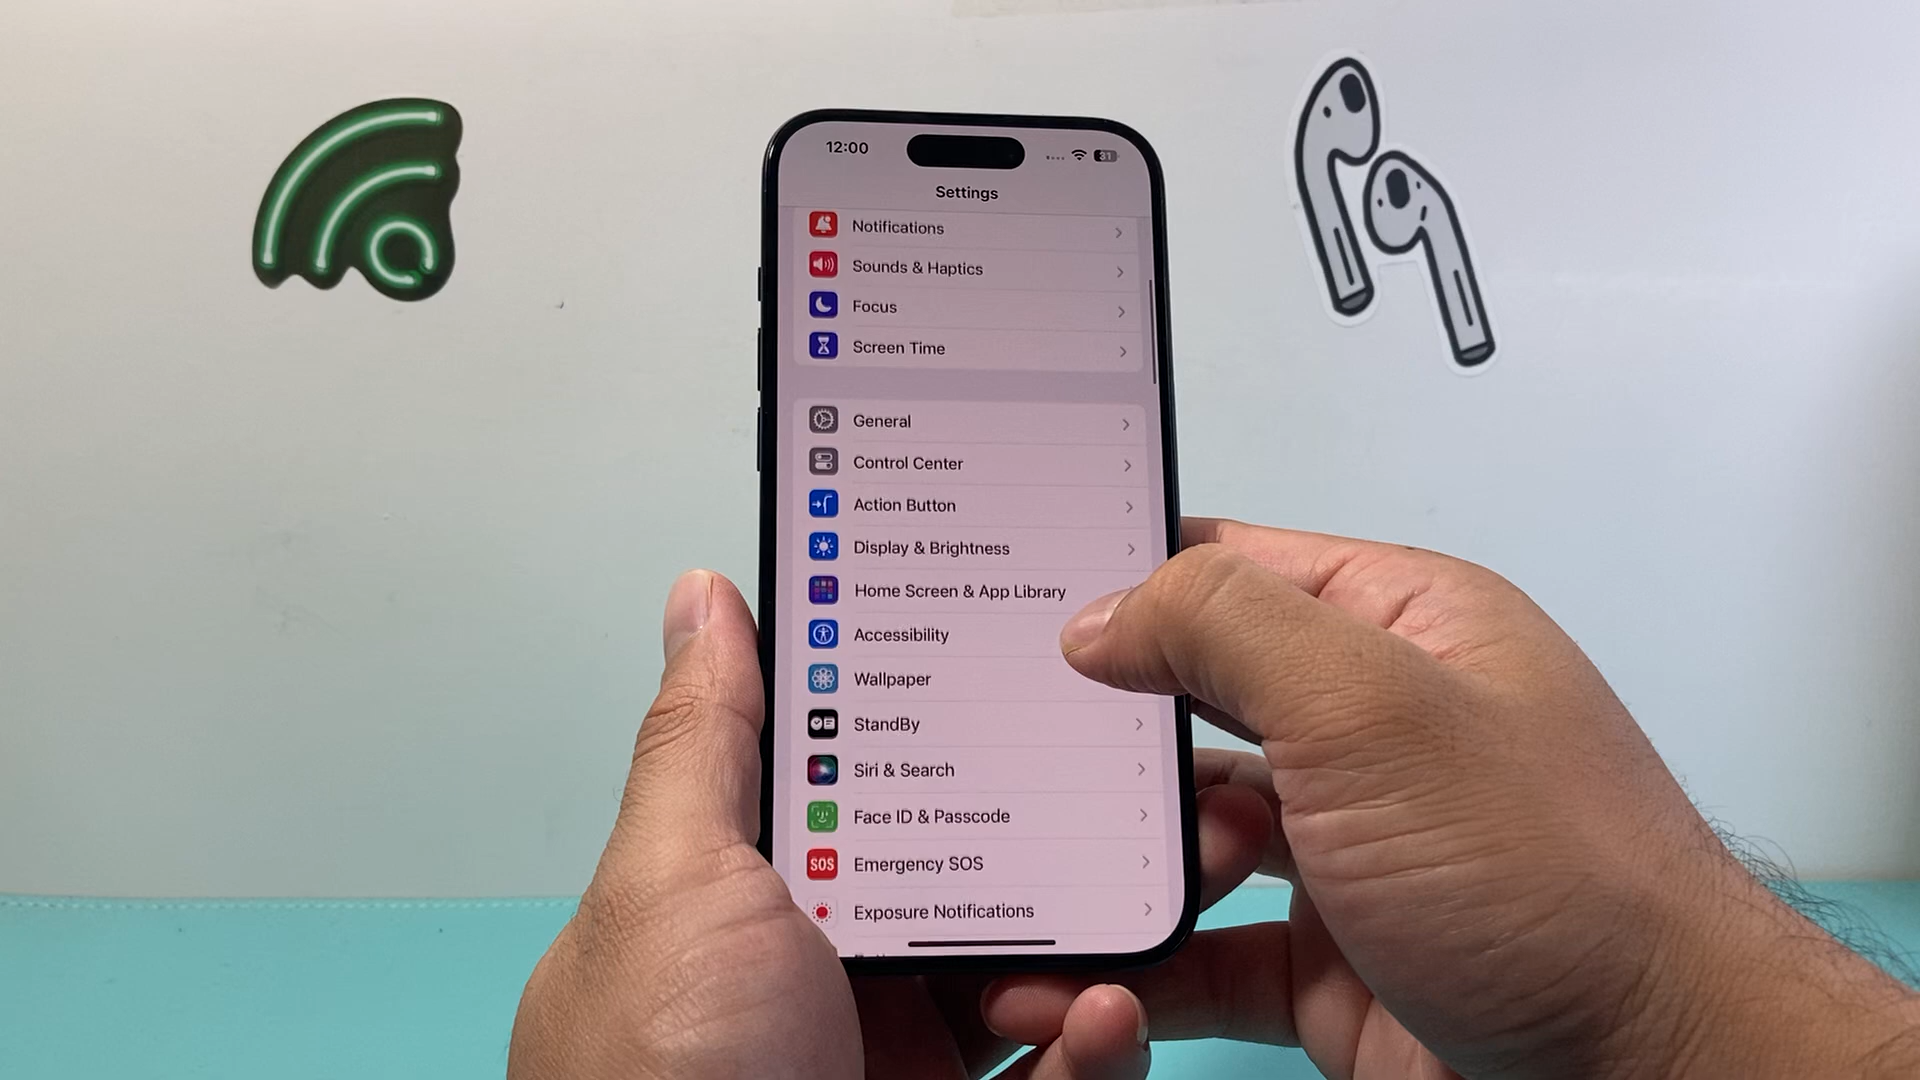 12:00
31
Settings
Notifications
Sounds & Haptics
Focus
Screen Time
General
Control Center
Action Button
Display & Brightness
Home Screen & App Library
Accessibility
Wallpaper
StandBy
Siri & Search
Face ID & Passcode
SOS Emergency SOS
Exposure Notifications